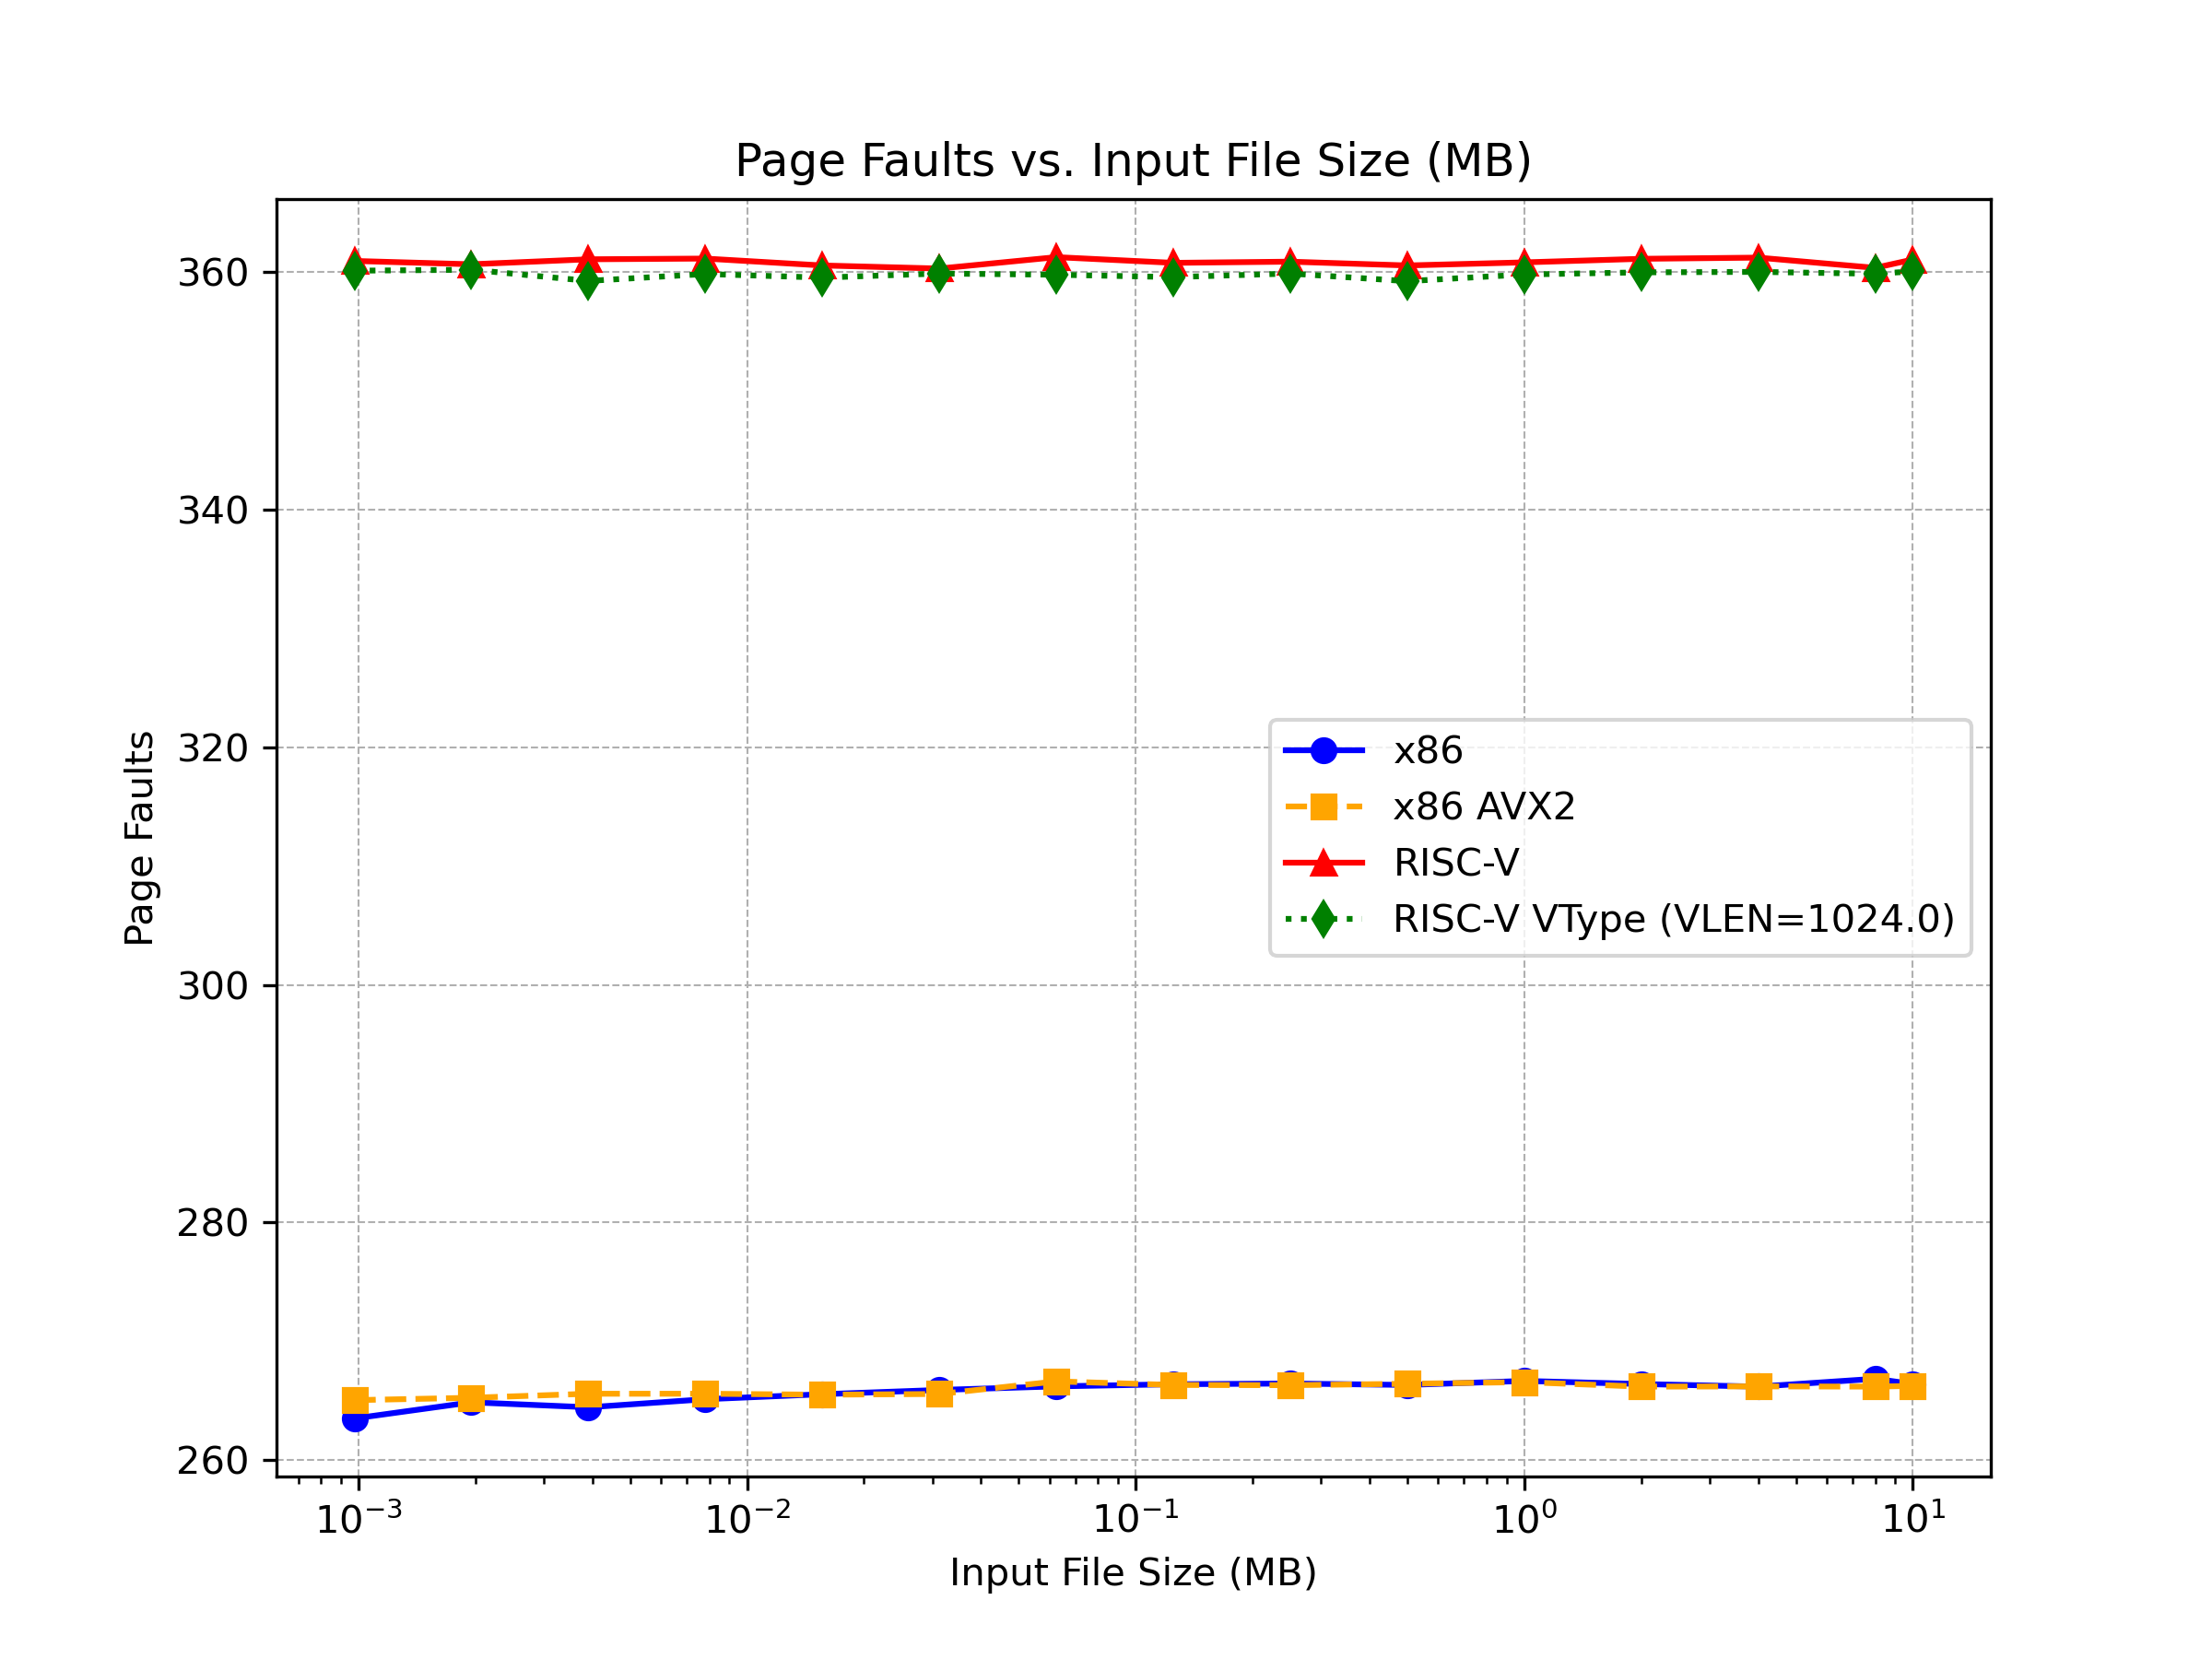 Page Faults vs. Input File Size (MB)
360
340
320
300
280
260
Page Faults
x86
x86 AVX2
RISC-V
RISC-V VType (VLEN=1024.0)
10⁻³ 10⁻² 10⁻¹ 10⁰ 10¹
Input File Size (MB)